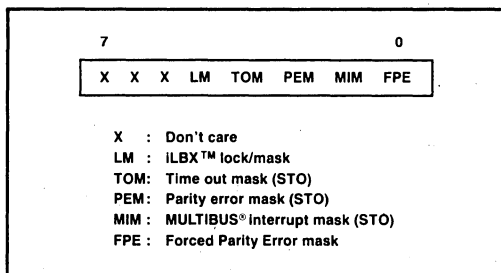 7 0
X X X LM TOM PEM MIM FPE
X : Don't care
LM : iLBX™ lock/mask
TOM: Time out mask (STO)
PEM: Parity error mask (STO)
MIM: MULTIBUS® interrupt mask (STO)
FPE : Forced Parity Error mask